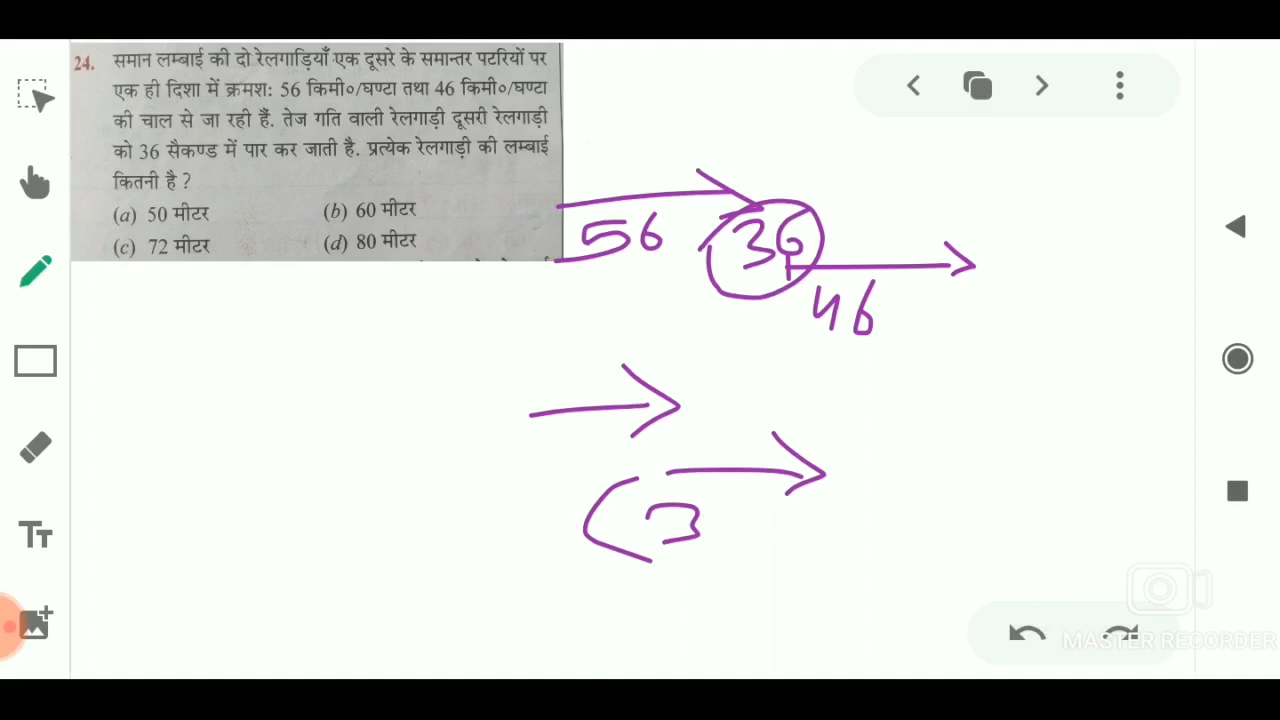 24. समान लम्बाई की दो रेलगाड़ियाँ एक दूसरे के समान्तर पटरियों पर
एक ही दिशा में क्रमशः 56 किमी०/घण्टा तथा 46 किमी०/घण्टा
की चाल से जा रही हैं. तेज गति वाली रेलगाड़ी दूसरी रेलगाड़ी
को 36 सैकण्ड में पार कर जाती है. प्रत्येक रेलगाड़ी की लम्बाई
कितनी है ?
(a) 50 मीटर (b) 60 मीटर
(c) 72 मीटर (d) 80 मीटर
56 36
46
3
Tт
MASTER RECORDER